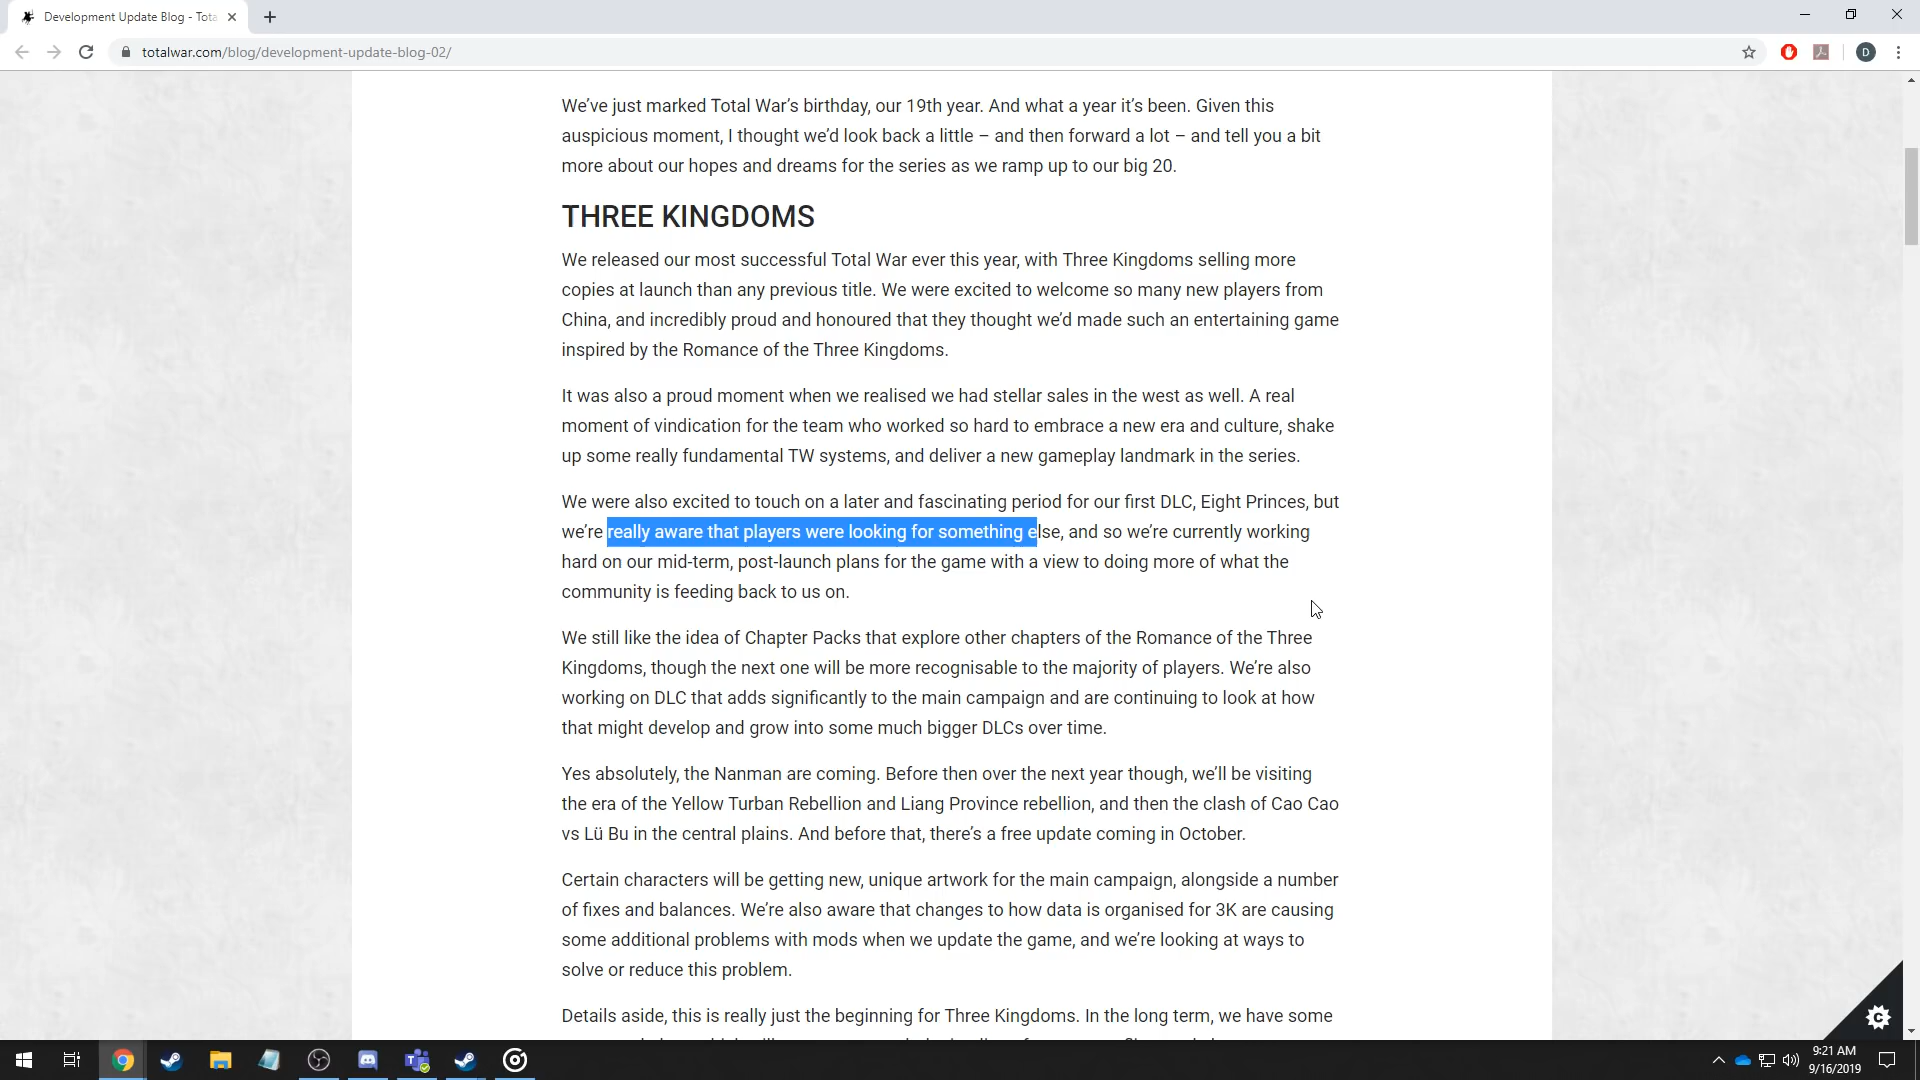 Development Update Blog - Tota
totalwar.com/blog/development-update-blog-02/
D
We’ve just marked Total War’s birthday, our 19th year. And what a year it’s been. Given this
auspicious moment, I thought we’d look back a little – and then forward a lot – and tell you a bit
more about our hopes and dreams for the series as we ramp up to our big 20.
THREE KINGDOMS
We released our most successful Total War ever this year, with Three Kingdoms selling more
copies at launch than any previous title. We were excited to welcome so many new players from
China, and incredibly proud and honoured that they thought we’d made such an entertaining game
inspired by the Romance of the Three Kingdoms.
It was also a proud moment when we realised we had stellar sales in the west as well. A real
moment of vindication for the team who worked so hard to embrace a new era and culture, shake
up some really fundamental TW systems, and deliver a new gameplay landmark in the series.
We were also excited to touch on a later and fascinating period for our first DLC, Eight Princes, but
we’re really aware that players were looking for something else, and so we’re currently working
hard on our mid-term, post-launch plans for the game with a view to doing more of what the
community is feeding back to us on.
We still like the idea of Chapter Packs that explore other chapters of the Romance of the Three
Kingdoms, though the next one will be more recognisable to the majority of players. We’re also
working on DLC that adds significantly to the main campaign and are continuing to look at how
that might develop and grow into some much bigger DLCs over time.
Yes absolutely, the Nanman are coming. Before then over the next year though, we’ll be visiting
the era of the Yellow Turban Rebellion and Liang Province rebellion, and then the clash of Cao Cao
vs Lü Bu in the central plains. And before that, there’s a free update coming in October.
Certain characters will be getting new, unique artwork for the main campaign, alongside a number
of fixes and balances. We’re also aware that changes to how data is organised for 3K are causing
some additional problems with mods when we update the game, and we’re looking at ways to
solve or reduce this problem.
Details aside, this is really just the beginning for Three Kingdoms. In the long term, we have some
9:21 AM
9/16/2019